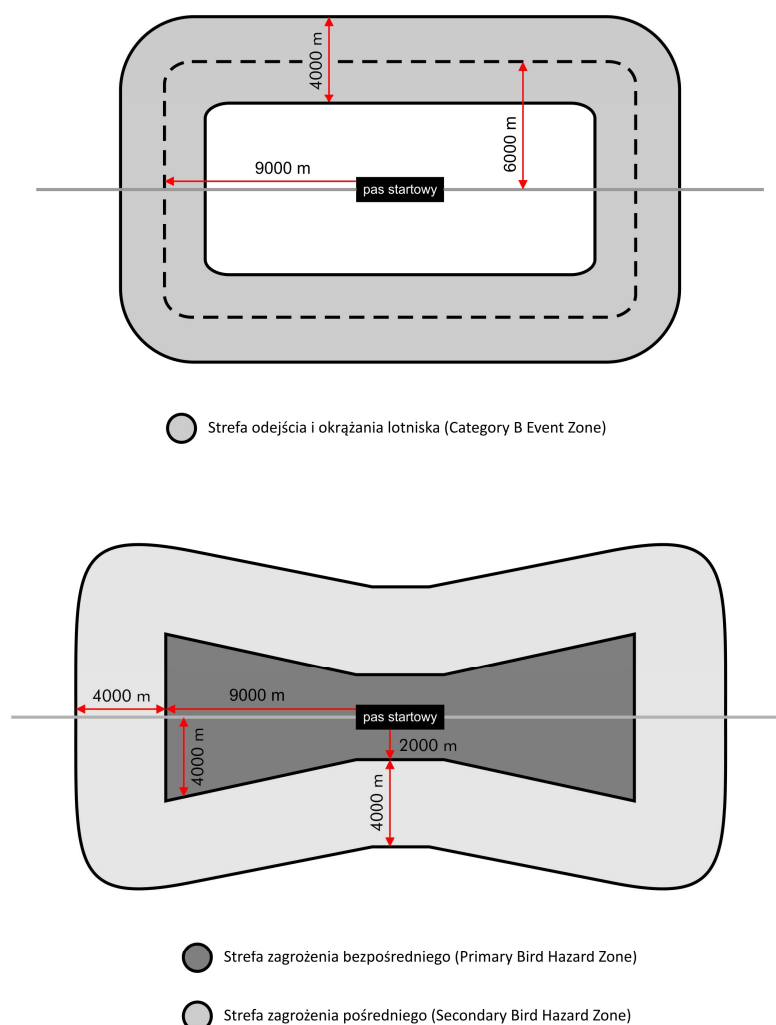 4000 m
6000 m
9000 m
pas startowy
Strefa odejścia i okrążania lotniska (Category B Event Zone)
4000 m
9000 m
pas startowy
4000 m
2000 m
4000 m
Strefa zagrożenia bezpośredniego (Primary Bird Hazard Zone)
Strefa zagrożenia pośredniego (Secondary Bird Hazard Zone)